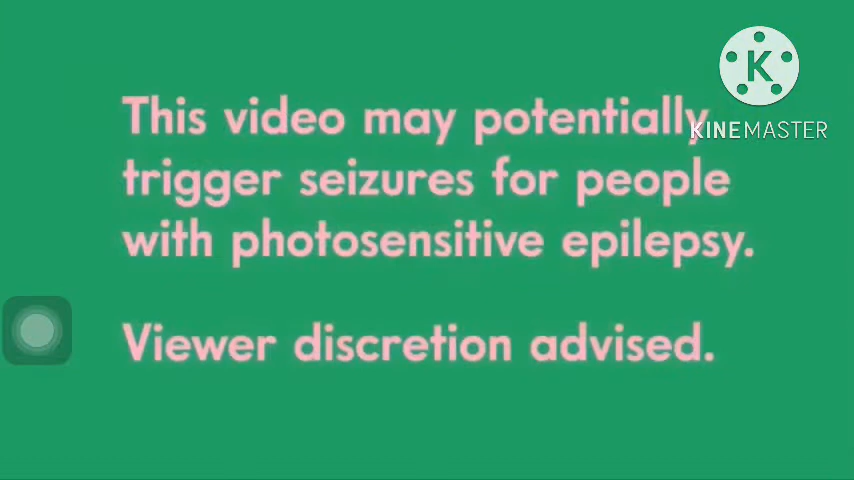 This video may potentially
trigger seizures for people
with photosensitive epilepsy.
Viewer discretion advised.
K
KINEMASTER